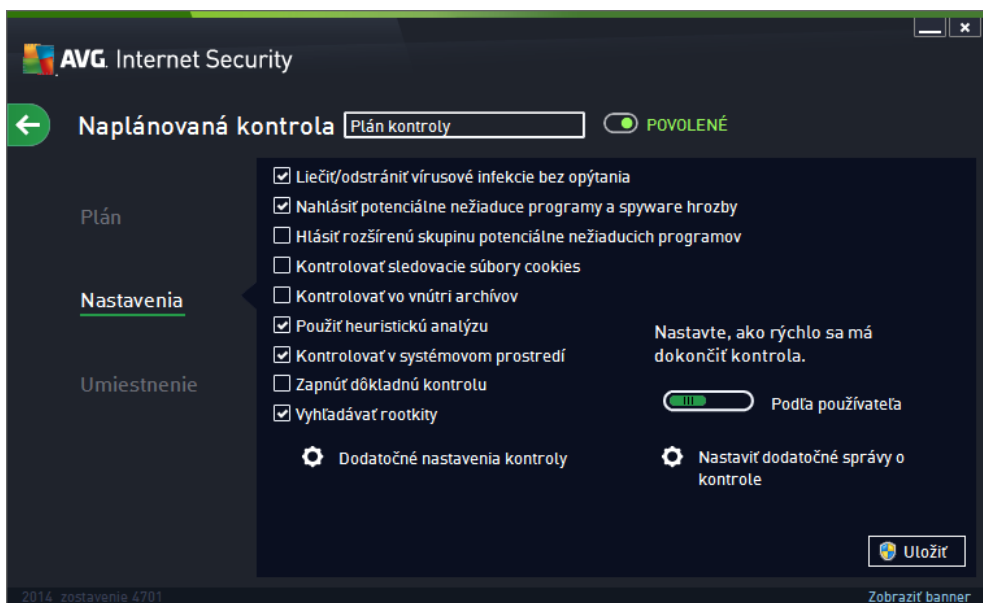 AVG. Internet Security
Naplánovaná kontrola
Plán kontroly
POVOLENÉ
Plán
Nastavenia
Umiestnenie
Liečiť/odstrániť vírusové infekcie bez opýtania
Nahlásiť potenciálne nežiaduce programy a spyware hrozby
Hlásiť rozšírenú skupinu potenciálne nežiaducich programov
Kontrolovať sledovacie súbory cookies
Kontrolovať vo vnútri archívov
Použiť heuristickú analýzu
Kontrolovať v systémovom prostredí
Zapnúť dôkladnú kontrolu
Vyhľadávať rootkity
Dodatočné nastavenia kontroly
Nastavte, ako rýchlo sa má
dokončiť kontrola.
Podľa používateľa
Nastaviť dodatočné správy o
kontrole
Uložiť
2014 zostavenie 4701
Zobraziť banner